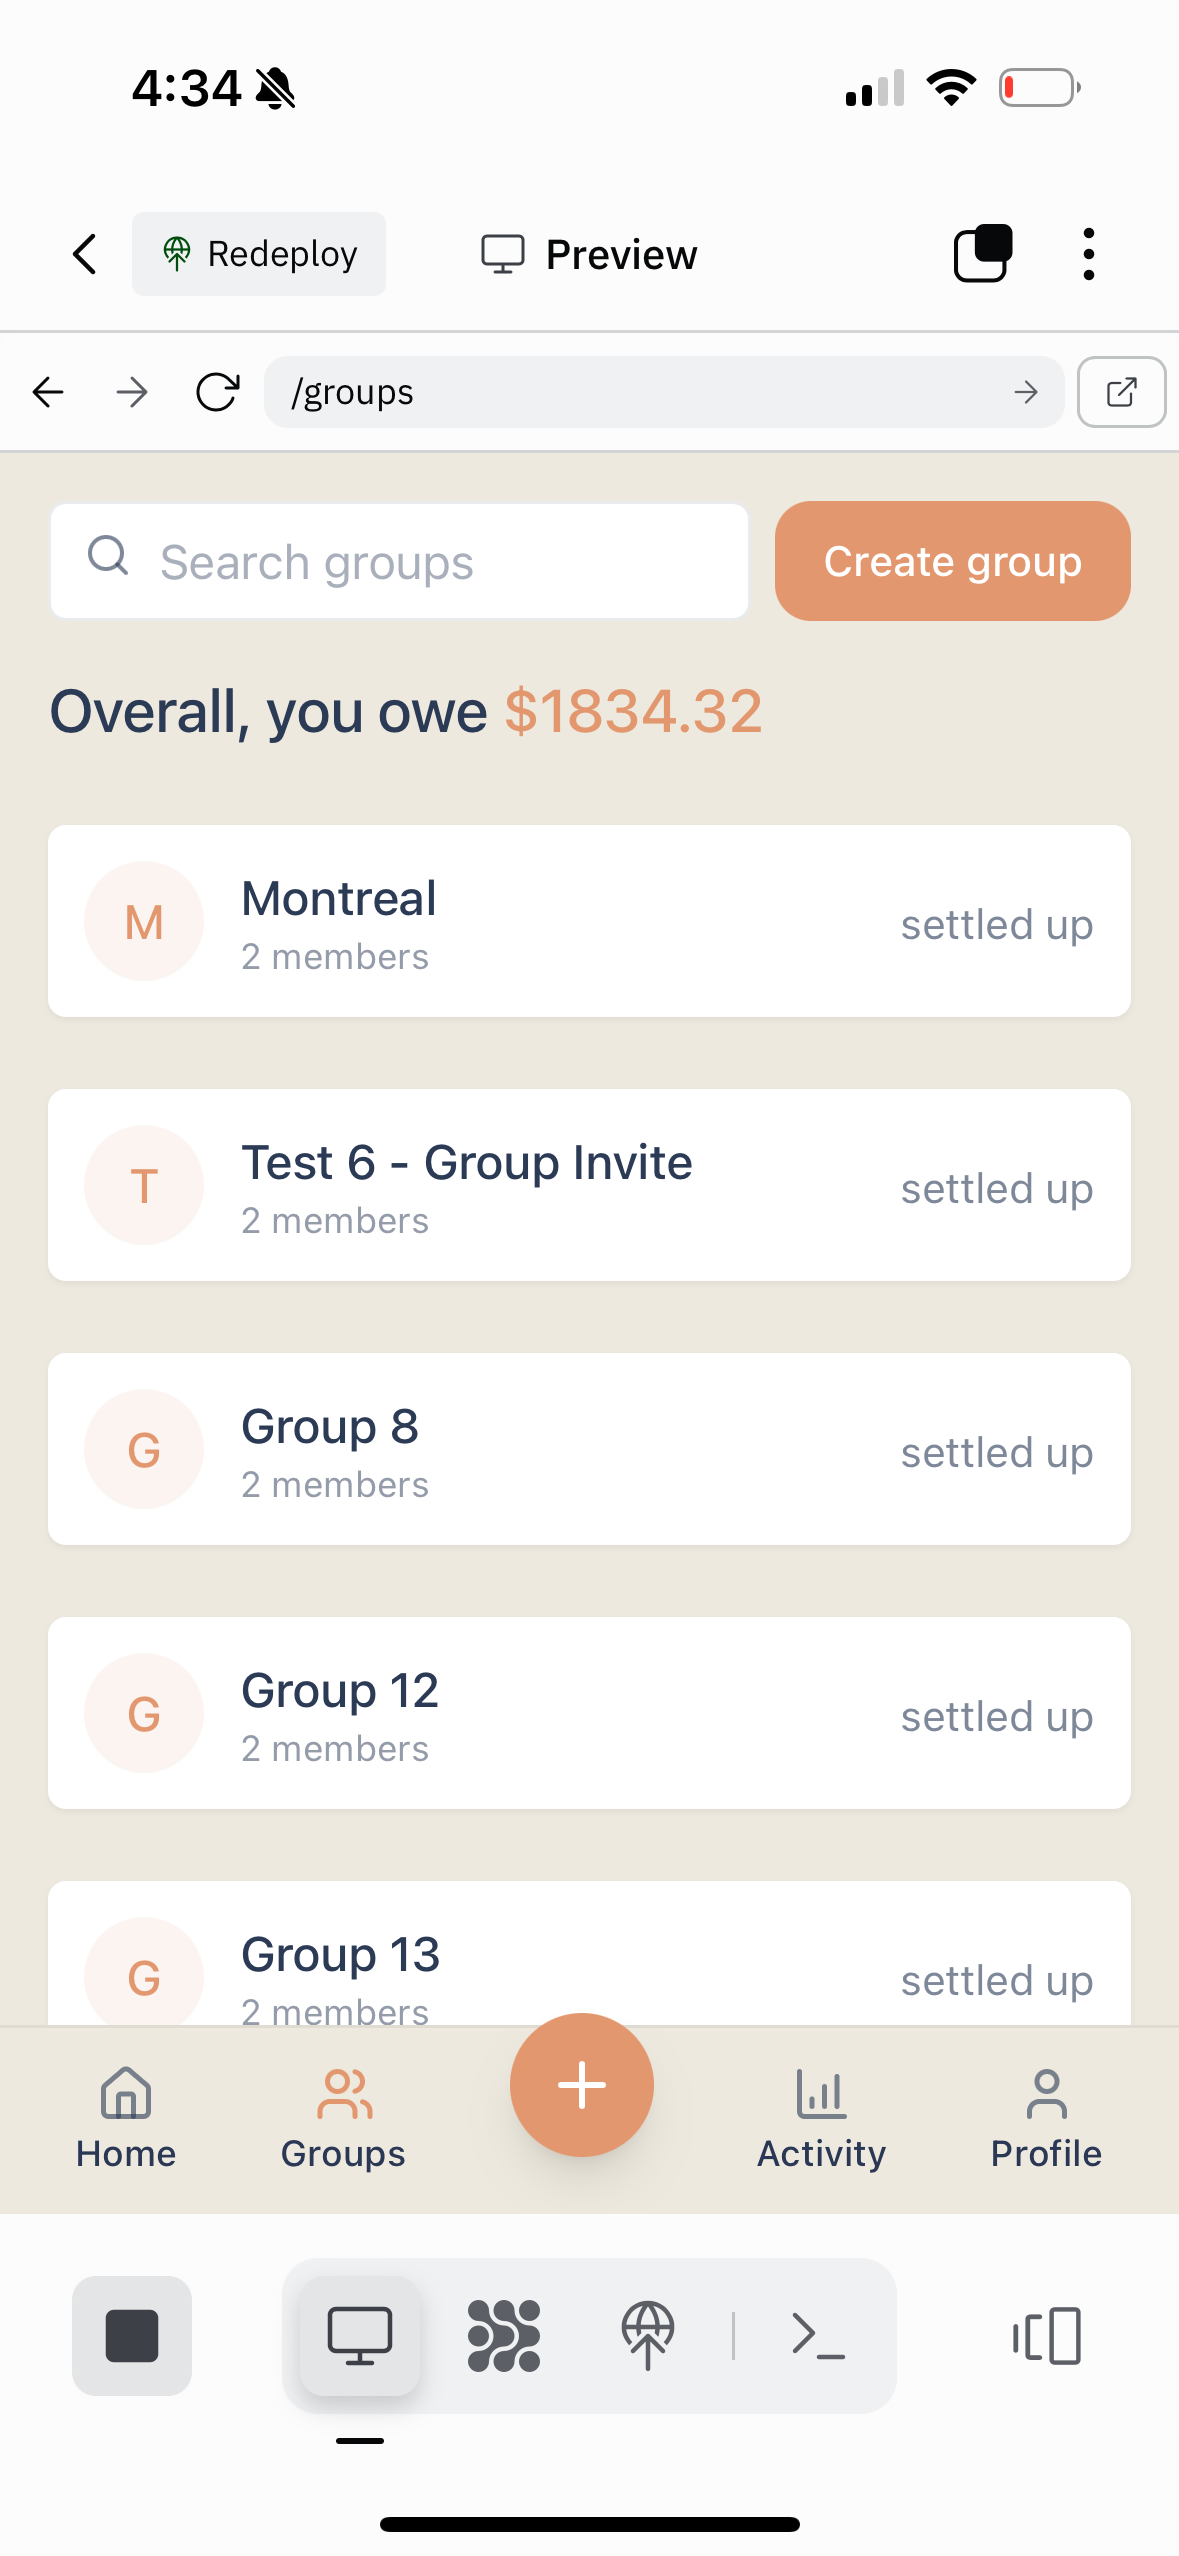 4:34
Redeploy
Preview
/groups
Search groups
Create group
Overall, you owe $1834.32
M
Montreal
2 members
settled up
T
Test 6 - Group Invite
2 members
settled up
G
Group 8
2 members
settled up
G
Group 12
2 members
settled up
G
Group 13
2 members
settled up
Home
Groups
Activity
Profile